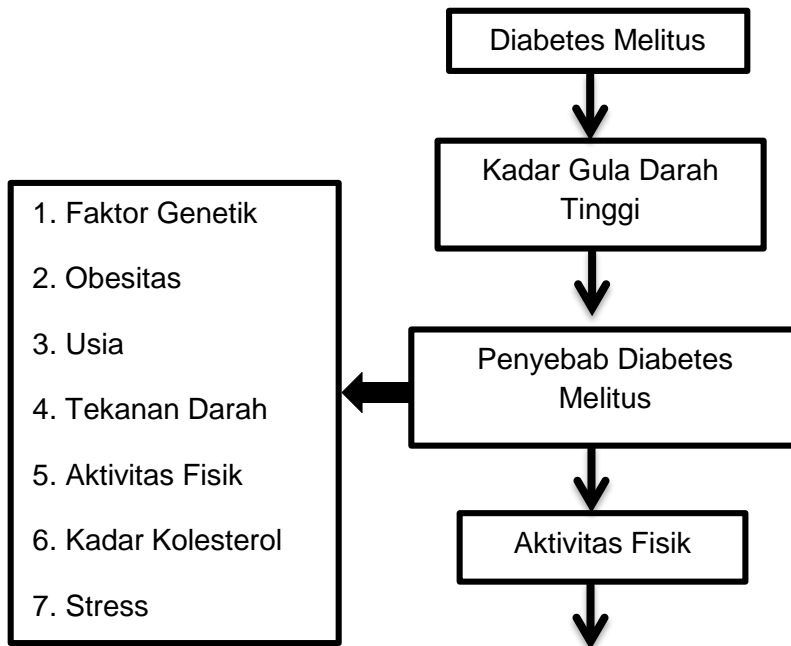 Diabetes Melitus
Kadar Gula Darah
Tinggi
1. Faktor Genetik
2. Obesitas
3. Usia
4. Tekanan Darah
5. Aktivitas Fisik
6. Kadar Kolesterol
7. Stress
Penyebab Diabetes
Melitus
Aktivitas Fisik